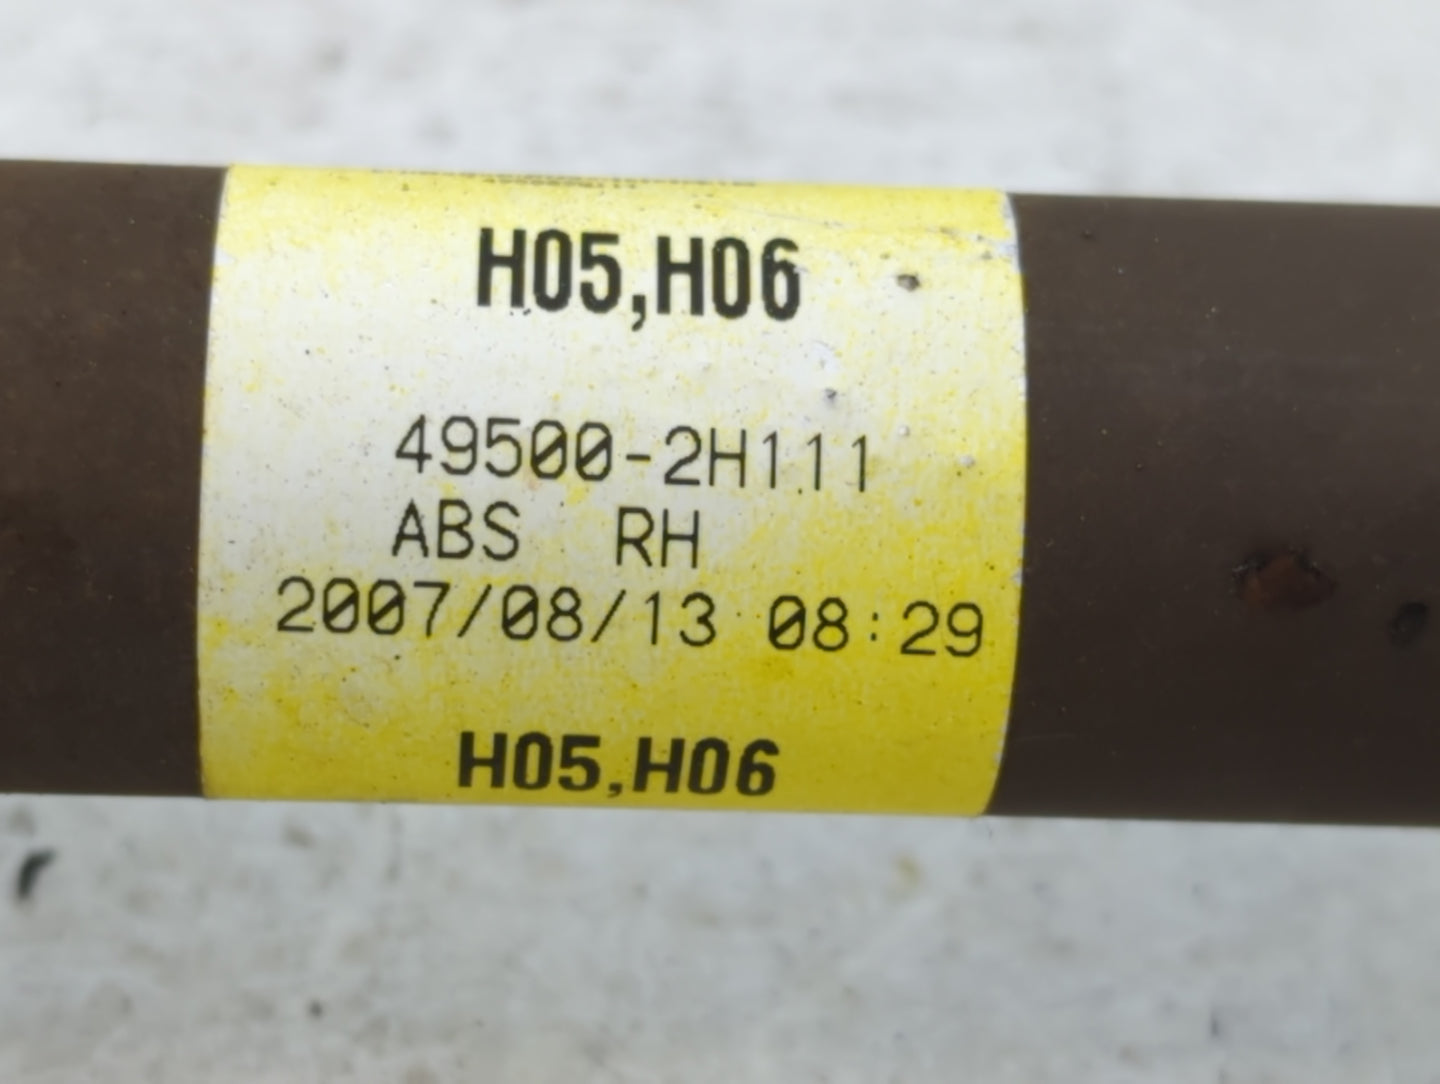 H05,H06
49500-2H111
ABS RH
2007/08/13 08:29
H05,H06